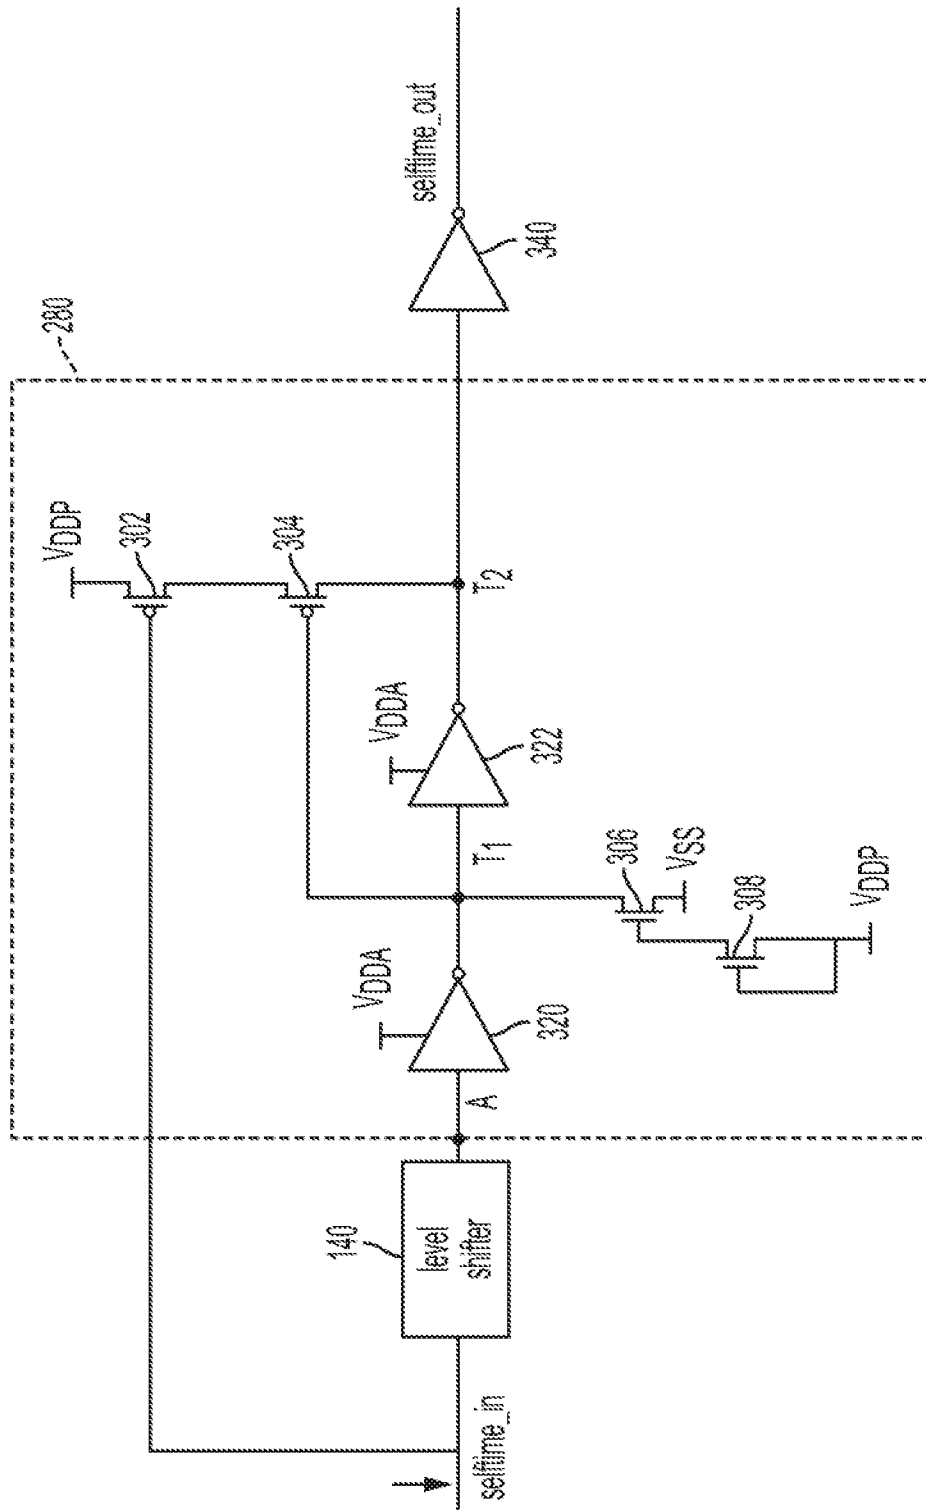 selftime_in
140
level
shifter
A
VDDA
320
T1
306
VSS
308
VDDP
VDDA
322
T2
VDDP
302
304
280
340
selftime_out